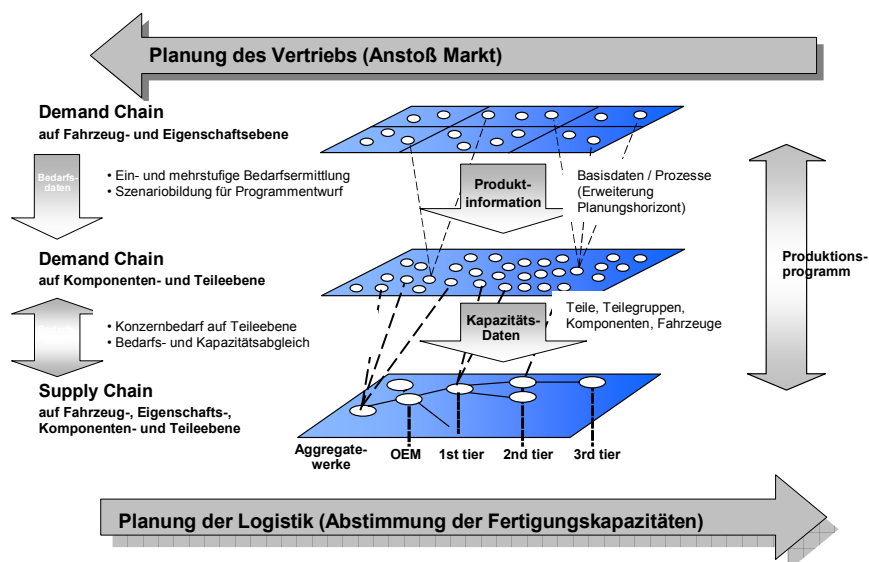 Planung des Vertriebs (Anstoß Markt)
Demand Chain
auf Fahrzeug- und Eigenschaftsebene
Bedarfs-
daten
• Ein- und mehrstufige Bedarfsermittlung
• Szenariobildung für Programmentwurf
Produkt-
information
Basisdaten / Prozesse
(Erweiterung
Planungshorizont)
Produktions-
programm
Demand Chain
auf Komponenten- und Teileebene
• Konzernbedarf auf Teileebene
• Bedarfs- und Kapazitätsabgleich
Kapazitäts-
Daten
Teile, Teilegruppen,
Komponenten, Fahrzeuge
Supply Chain
auf Fahrzeug-, Eigenschafts-,
Komponenten- und Teileebene
Aggregate-
werke
OEM
1st tier
2nd tier
3rd tier
Planung der Logistik (Abstimmung der Fertigungskapazitäten)